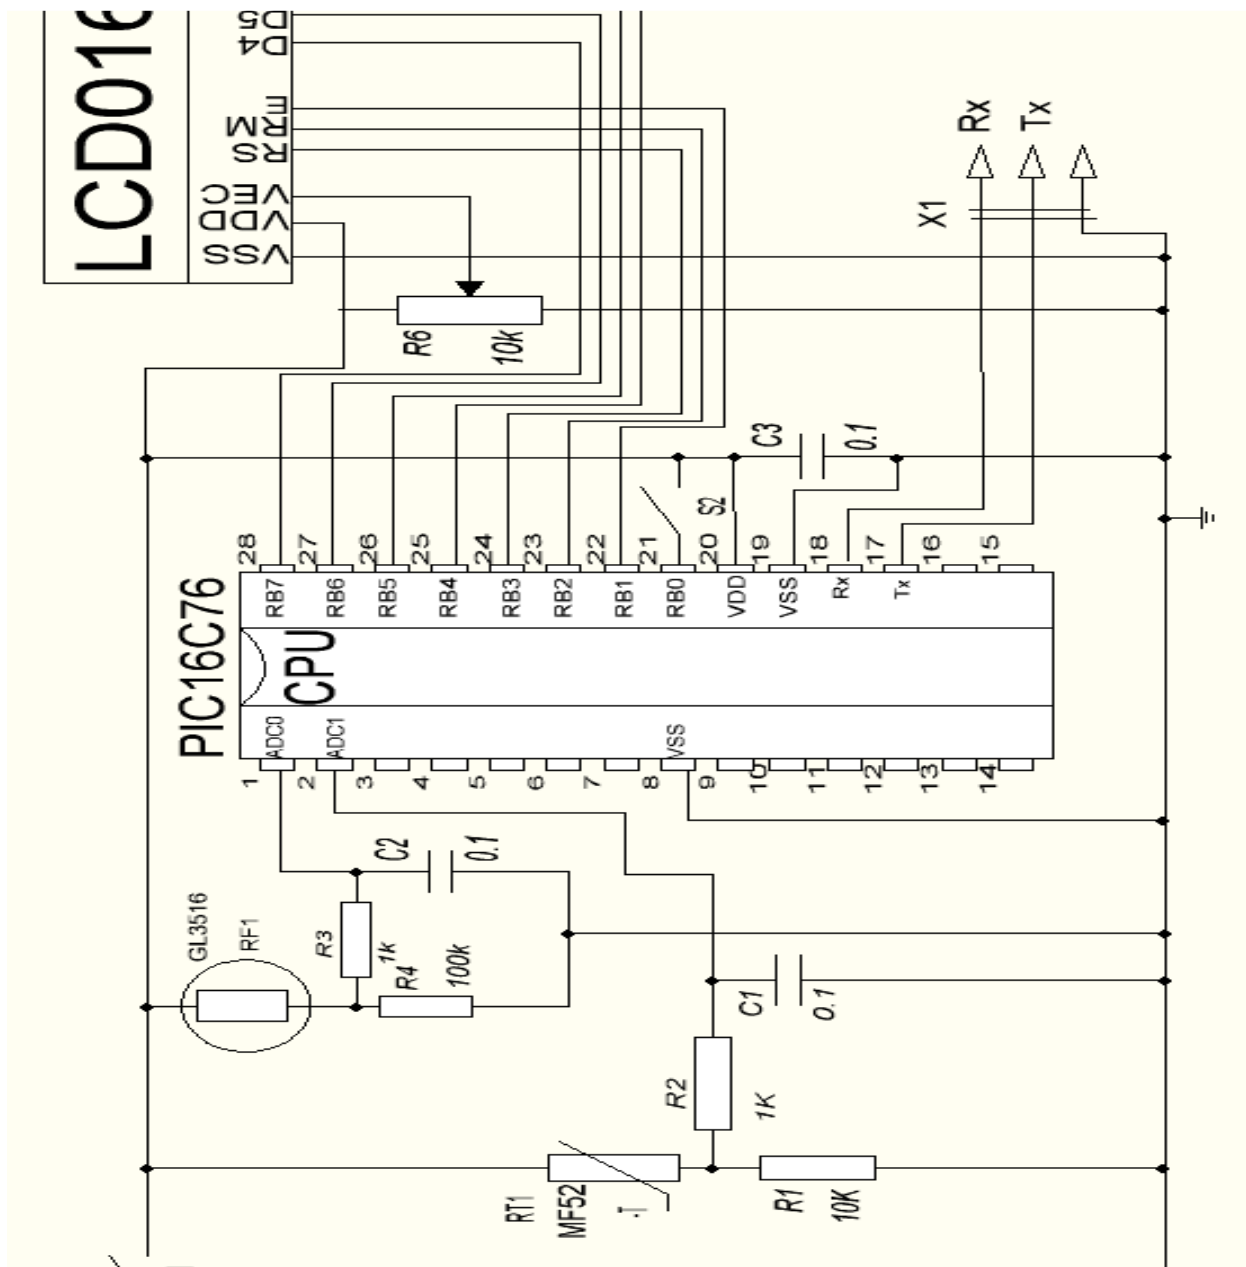 LCD016
D5
D4
E
RM
RS
VEC
VDD
VSS
Rx
Tx
X1
R6
10k
C3
0.1
S2
28
27
26
25
24
23
22
21
20
19
18
17
16
15
RB7
RB6
RB5
RB4
RB3
RB2
RB1
RB0
VDD
VSS
Rx
Tx
PIC16C76
CPU
ADC0
ADC1
VSS
1
2
3
4
5
6
7
8
9
10
11
12
13
14
C2
0.1
GL3516
RF1
R3
1k
R4
100k
C1
0.1
R2
1K
RT1
MF52
-T
R1
10K